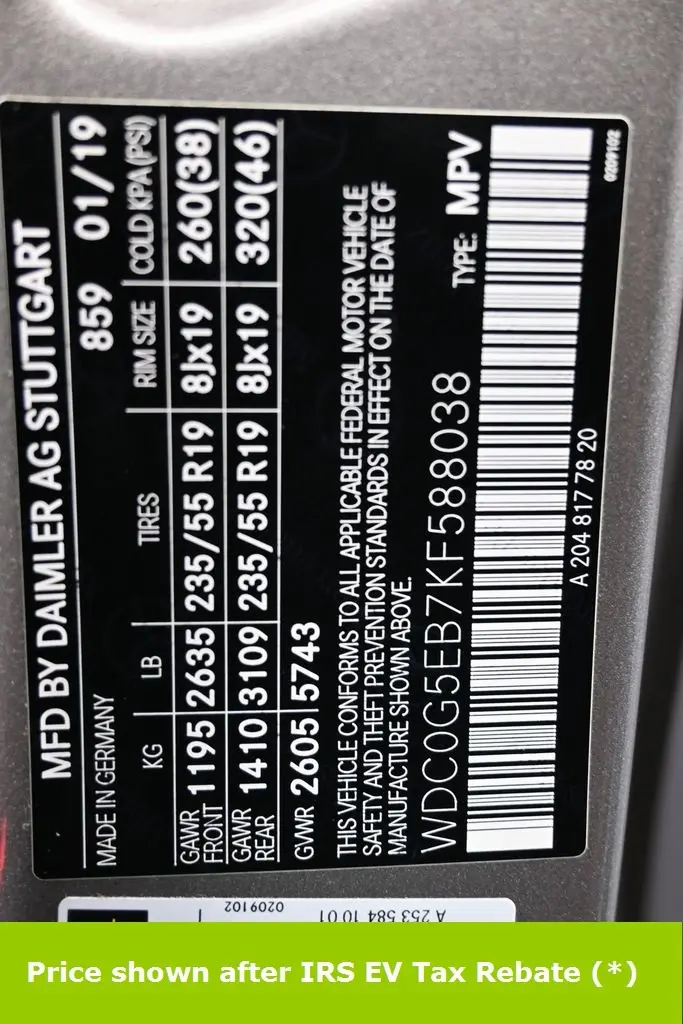 MFD BY DAIMLER AG STUTTGART
MADE IN GERMANY 859 01/19
KG LB TIRES RIM SIZE COLD KPA(PSI)
GAWR FRONT 1195 2635 235/55 R19 8Jx19 260(38)
GAWR REAR 1410 3109 235/55 R19 8Jx19 320(46)
GVWR 2605 5743
THIS VEHICLE CONFORMS TO ALL APPLICABLE FEDERAL MOTOR VEHICLE
SAFETY AND THEFT PREVENTION STANDARDS IN EFFECT ON THE DATE OF
MANUFACTURE SHOWN ABOVE.
WDC0G5EB7KF588038 TYPE: MPV
A 204 817 78 20
0209102
A 253 584 10 01
0209102
Price shown after IRS EV Tax Rebate (*)